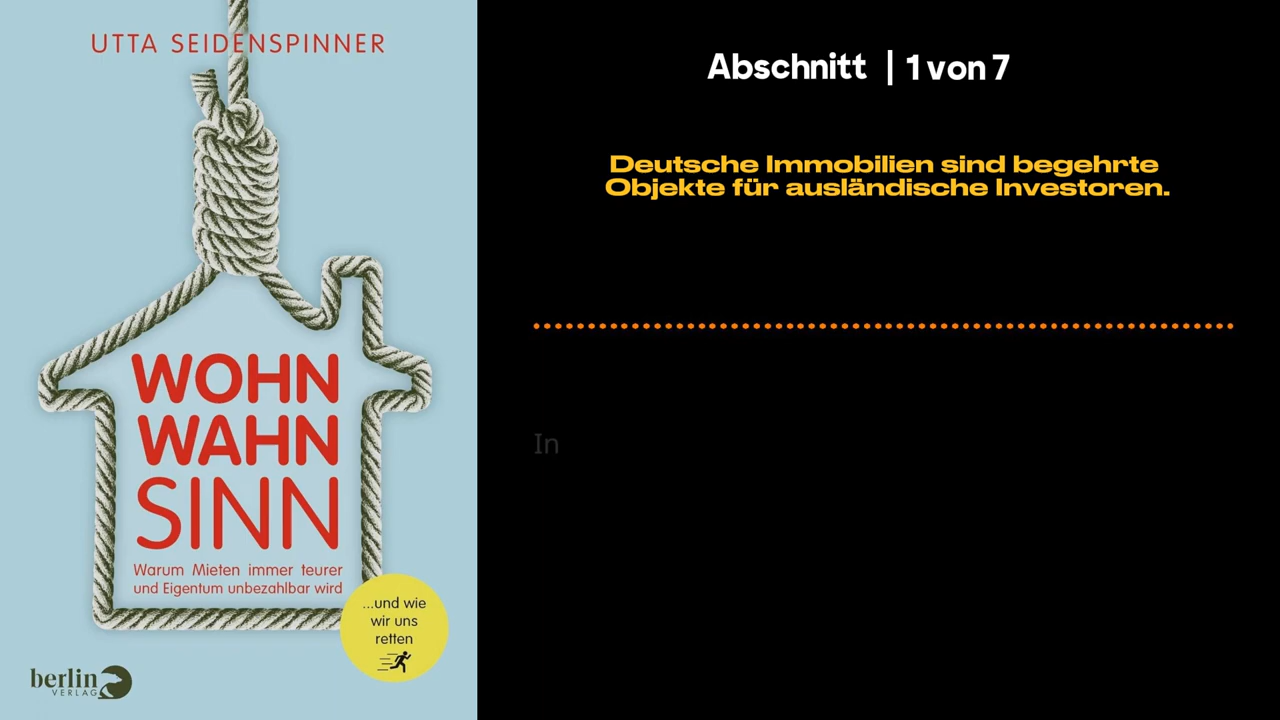 UTTA SEIDENSPINNER
WOHN
WAHN
SINN
Warum Mieten immer teurer
und Eigentum unbezahlbar wird
...und wie
wir uns
retten
berlin
VERLAG
Abschnitt | 1 von 7
Deutsche Immobilien sind begehrte
Objekte für ausländische Investoren.
In